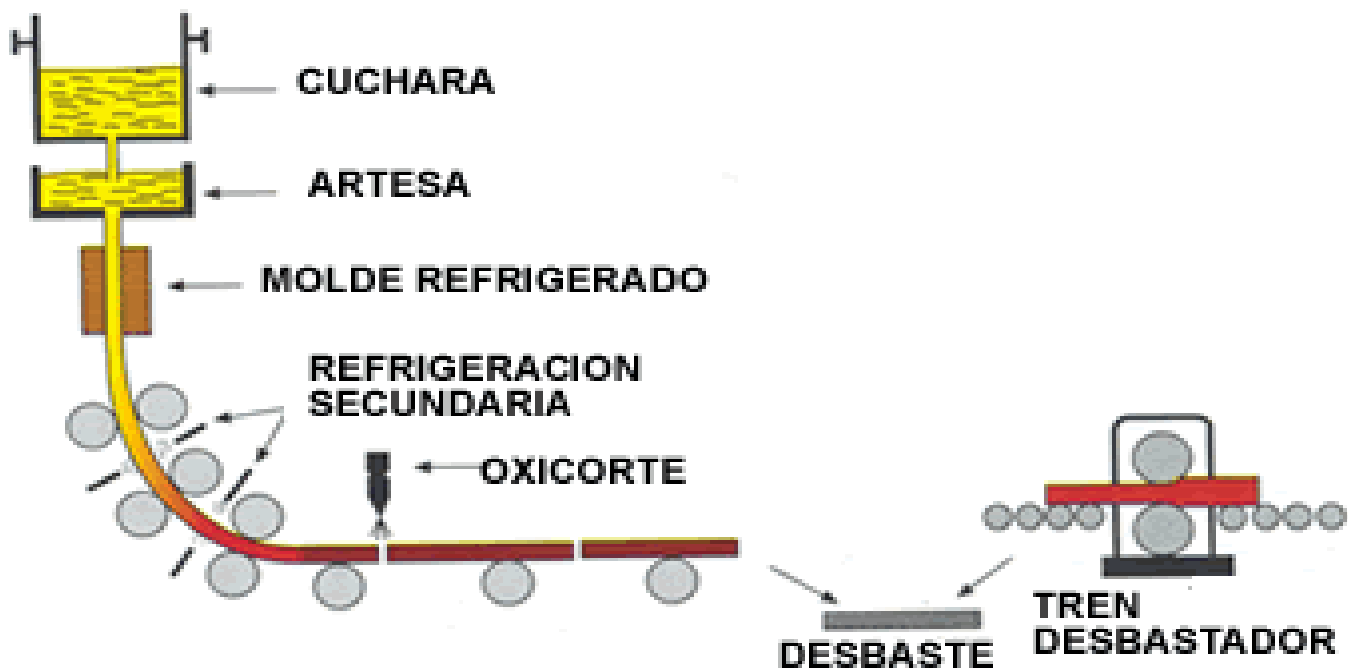 CUCHARA
ARTESA
MOLDE REFRIGERADO
REFRIGERACION
SECUNDARIA
OXICORTE
DESBASTE
TREN
DESBASTADOR